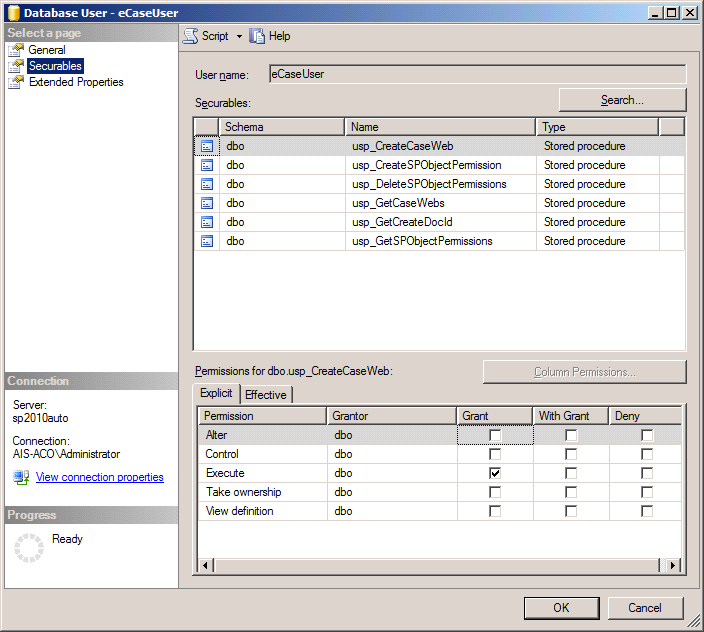 Database User - eCaseUser
Select a page
General
Securables
Extended Properties
Script Help
User name: eCaseUser
Securables: Search...
Schema Name Type
dbo usp_CreateCaseWeb Stored procedure
dbo usp_CreateSPObjectPermission Stored procedure
dbo usp_DeleteSPObjectPermissions Stored procedure
dbo usp_GetCaseWebs Stored procedure
dbo usp_GetCreateDocId Stored procedure
dbo usp_GetSPObjectPermissions Stored procedure
Connection
Server:
sp2010auto
Connection:
AIS-ACO\Administrator
View connection properties
Progress
Ready
Permissions for dbo.usp_CreateCaseWeb: Column Permissions...
Explicit Effective
Permission Grantor Grant With Grant Deny
Alter dbo
Control dbo
Execute dbo
Take ownership dbo
View definition dbo
OK Cancel